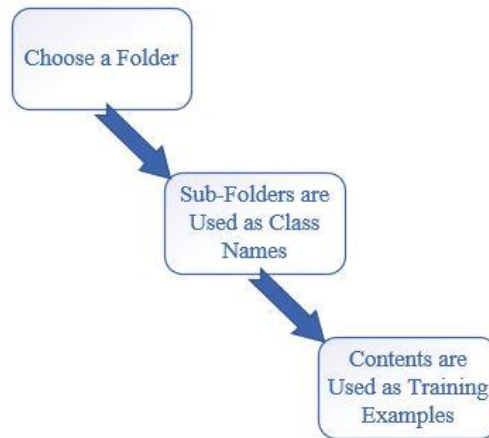 Choose a Folder
Sub-Folders are
Used as Class
Names
Contents are
Used as Training
Examples